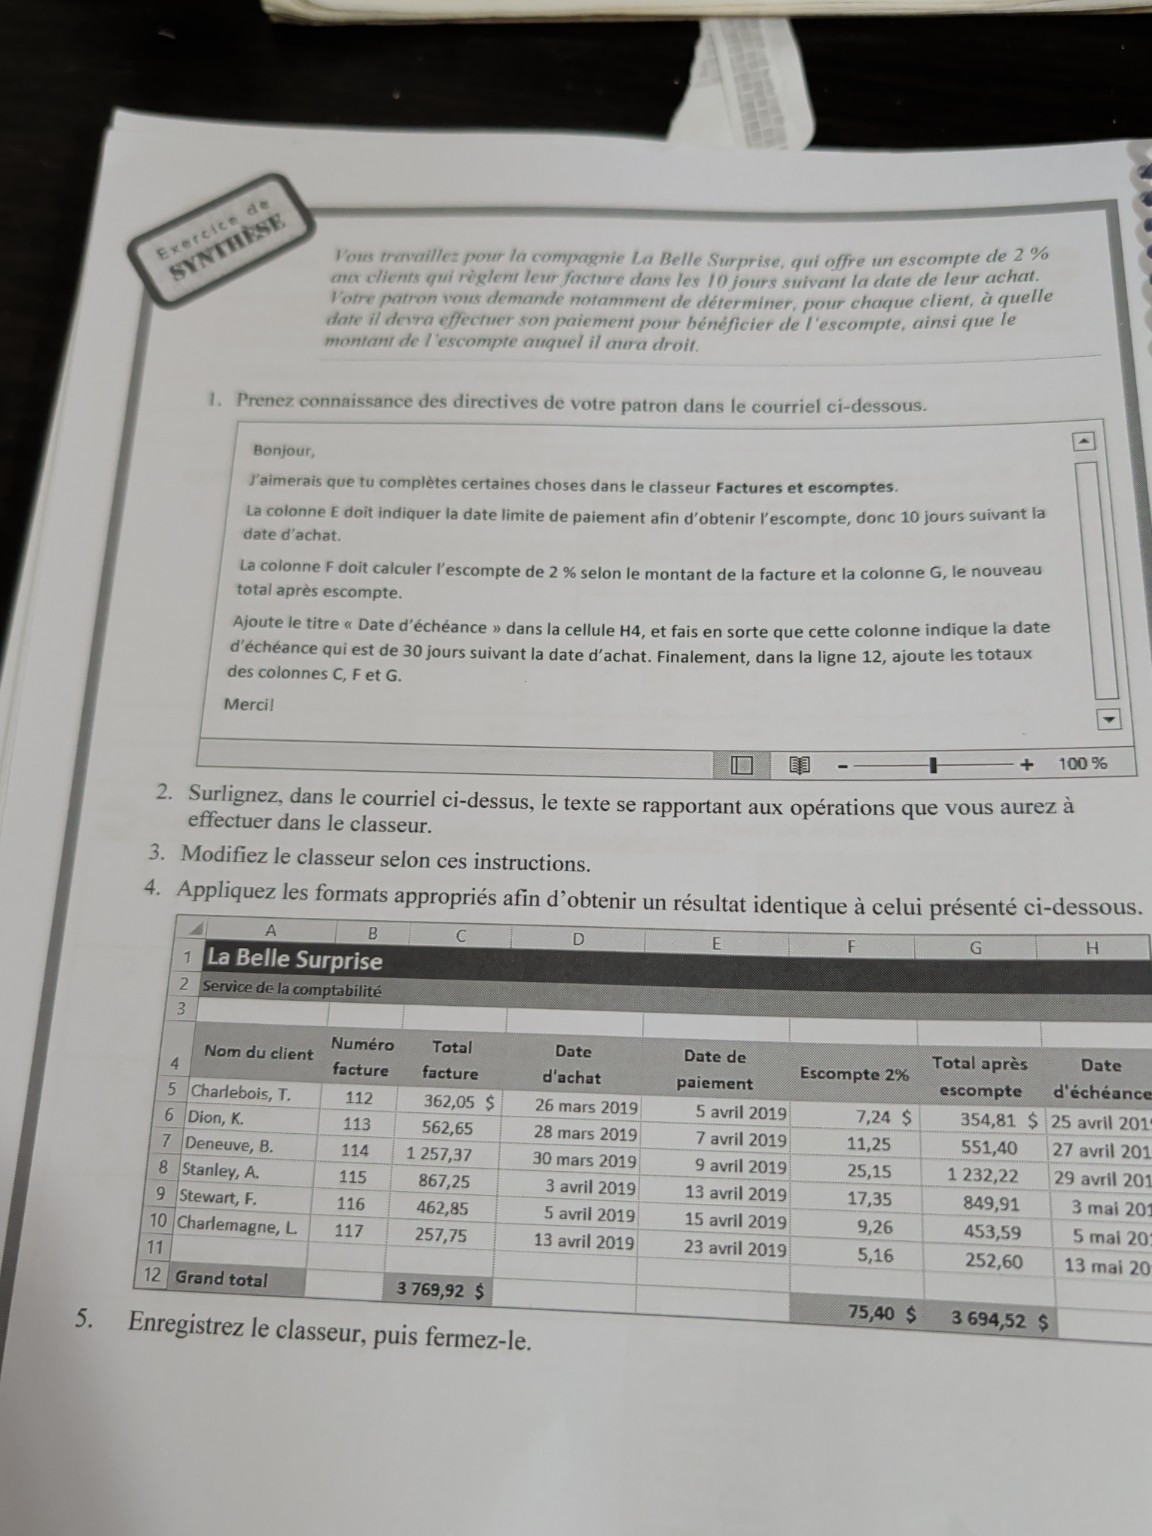 Exercice de
SYNTHÈSE
Vous travaillez pour la compagnie La Belle Surprise, qui offre un escompte de 2 %
aux clients qui règlent leur facture dans les 10 jours suivant la date de leur achat.
Votre patron vous demande notamment de déterminer, pour chaque client, à quelle
date il devra effectuer son paiement pour bénéficier de l'escompte, ainsi que le
montant de l'escompte auquel il aura droit.
1. Prenez connaissance des directives de votre patron dans le courriel ci-dessous.
Bonjour,
J'aimerais que tu complètes certaines choses dans le classeur Factures et escomptes.
La colonne E doit indiquer la date limite de paiement afin d'obtenir l'escompte, donc 10 jours suivant la
date d'achat.
La colonne F doit calculer l'escompte de 2 % selon le montant de la facture et la colonne G, le nouveau
total après escompte.
Ajoute le titre « Date d'échéance » dans la cellule H4, et fais en sorte que cette colonne indique la date
d'échéance qui est de 30 jours suivant la date d'achat. Finalement, dans la ligne 12, ajoute les totaux
des colonnes C, F et G.
Merci!
- + 100 %
2. Surlignez, dans le courriel ci-dessus, le texte se rapportant aux opérations que vous aurez à
effectuer dans le classeur.
3. Modifiez le classeur selon ces instructions.
4. Appliquez les formats appropriés afin d'obtenir un résultat identique à celui présenté ci-dessous.
A B C D E F G H
1 La Belle Surprise
2 Service de la comptabilité
3
4 Nom du client Numéro facture Total facture Date d'achat Date de paiement Escompte 2% Total après escompte Date d'échéance
5 Charlebois, T. 112 362,05 $ 26 mars 2019 5 avril 2019 7,24 $ 354,81 $ 25 avril 201
6 Dion, K. 113 562,65 28 mars 2019 7 avril 2019 11,25 551,40 27 avril 201
7 Deneuve, B. 114 1 257,37 30 mars 2019 9 avril 2019 25,15 1 232,22 29 avril 201
8 Stanley, A. 115 867,25 3 avril 2019 13 avril 2019 17,35 849,91 3 mai 201
9 Stewart, F. 116 462,85 5 avril 2019 15 avril 2019 9,26 453,59 5 mai 20
10 Charlemagne, L. 117 257,75 13 avril 2019 23 avril 2019 5,16 252,60 13 mai 20
11
12 Grand total 3 769,92 $ 75,40 $ 3 694,52 $
5. Enregistrez le classeur, puis fermez-le.